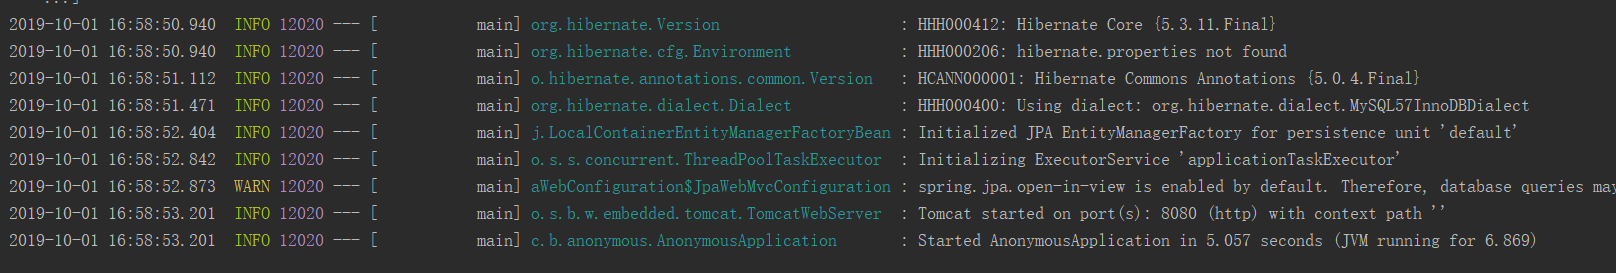 ...]
2019-10-01 16:58:50.940  INFO 12020 --- [           main] org.hibernate.Version                    : HHH000412: Hibernate Core {5.3.11.Final}
2019-10-01 16:58:50.940  INFO 12020 --- [           main] org.hibernate.cfg.Environment            : HHH000206: hibernate.properties not found
2019-10-01 16:58:51.112  INFO 12020 --- [           main] o.hibernate.annotations.common.Version   : HCANN000001: Hibernate Commons Annotations {5.0.4.Final}
2019-10-01 16:58:51.471  INFO 12020 --- [           main] org.hibernate.dialect.Dialect            : HHH000400: Using dialect: org.hibernate.dialect.MySQL57InnoDBDialect
2019-10-01 16:58:52.404  INFO 12020 --- [           main] j.LocalContainerEntityManagerFactoryBean : Initialized JPA EntityManagerFactory for persistence unit 'default'
2019-10-01 16:58:52.842  INFO 12020 --- [           main] o.s.s.concurrent.ThreadPoolTaskExecutor  : Initializing ExecutorService 'applicationTaskExecutor'
2019-10-01 16:58:52.873  WARN 12020 --- [           main] aWebConfiguration$JpaWebMvcConfiguration : spring.jpa.open-in-view is enabled by default. Therefore, database queries may
2019-10-01 16:58:53.201  INFO 12020 --- [           main] o.s.b.w.embedded.tomcat.TomcatWebServer  : Tomcat started on port(s): 8080 (http) with context path ''
2019-10-01 16:58:53.201  INFO 12020 --- [           main] c.b.anonymous.AnonymousApplication       : Started AnonymousApplication in 5.057 seconds (JVM running for 6.869)